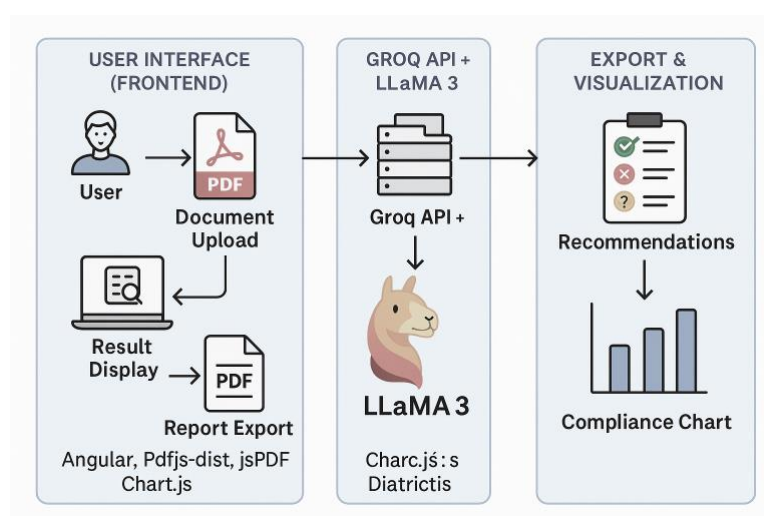 USER INTERFACE
(FRONTEND)
User
PDF
Document
Upload
Result
Display
PDF
Report Export
Angular, Pdfjs-dist, jsPDF
Chart.js
GROQ API +
LLaMA 3
Groq API +
LLaMA 3
Charc.jś: s
Diatrictis
EXPORT &
VISUALIZATION
?
Recommendations
Compliance Chart